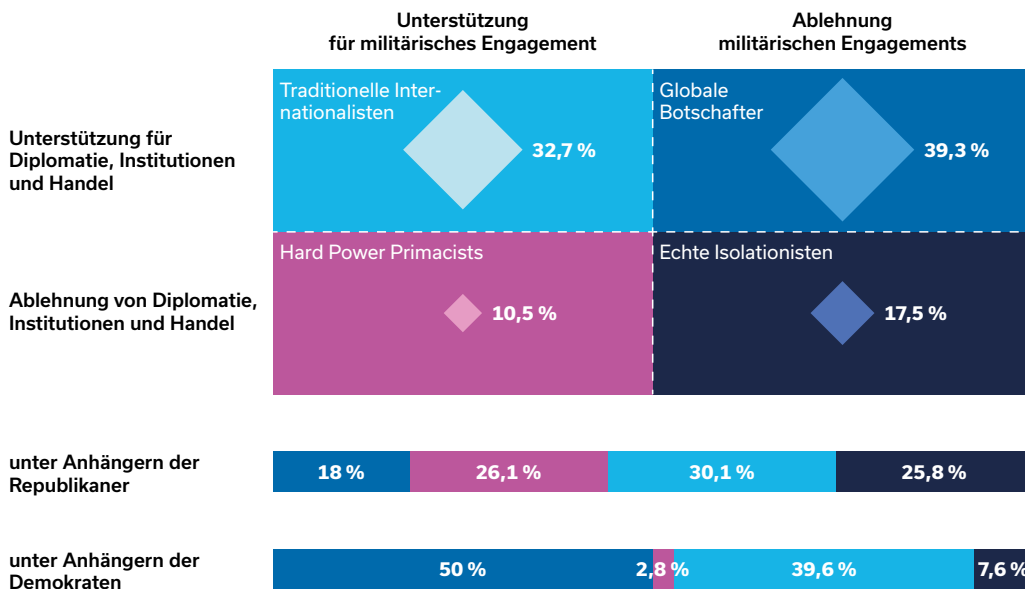 Unterstützung
für militärisches Engagement
Ablehnung
militärischen Engagements
Unterstützung für
Diplomatie, Institutionen
und Handel
Traditionelle Inter-
nationalisten
32,7 %
Globale
Botschafter
39,3 %
Ablehnung von Diplomatie,
Institutionen und Handel
Hard Power Primacists
10,5 %
Echte Isolationisten
17,5 %
unter Anhängern der
Republikaner
18 %
26,1 %
30,1 %
25,8 %
unter Anhängern der
Demokraten
50 %
2,8 %
39,6 %
7,6 %